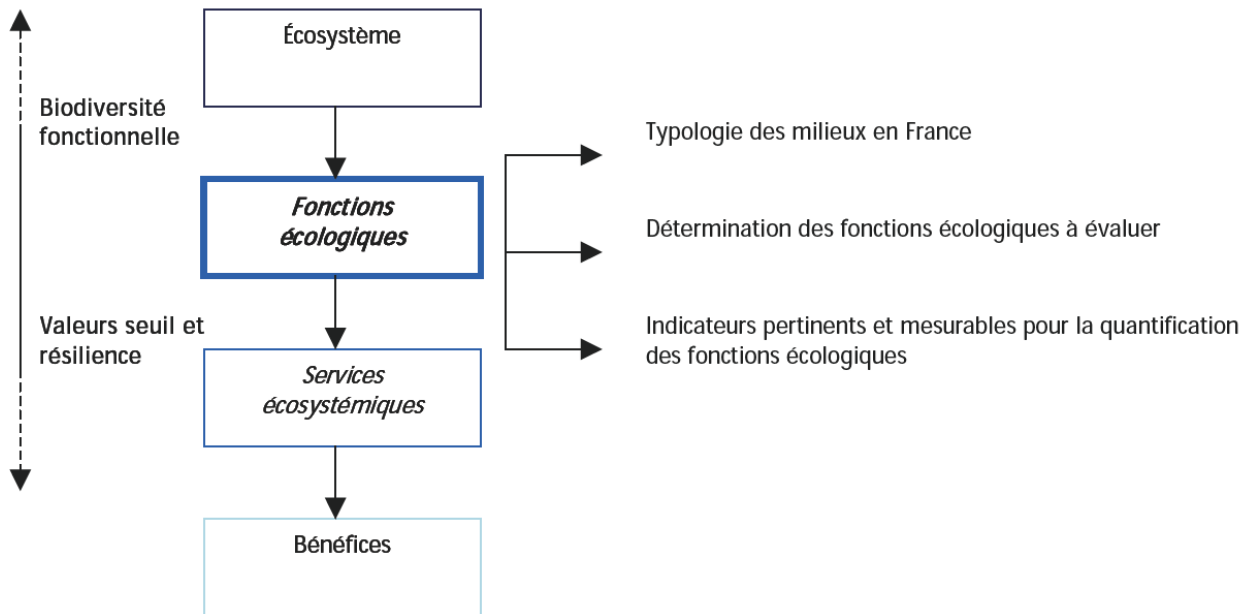 Écosystème
Biodiversité
fonctionnelle
Typologie des milieux en France
Fonctions
écologiques
Détermination des fonctions écologiques à évaluer
Valeurs seuil et
résilience
Indicateurs pertinents et mesurables pour la quantification
des fonctions écologiques
Services
écosystémiques
Bénéfices